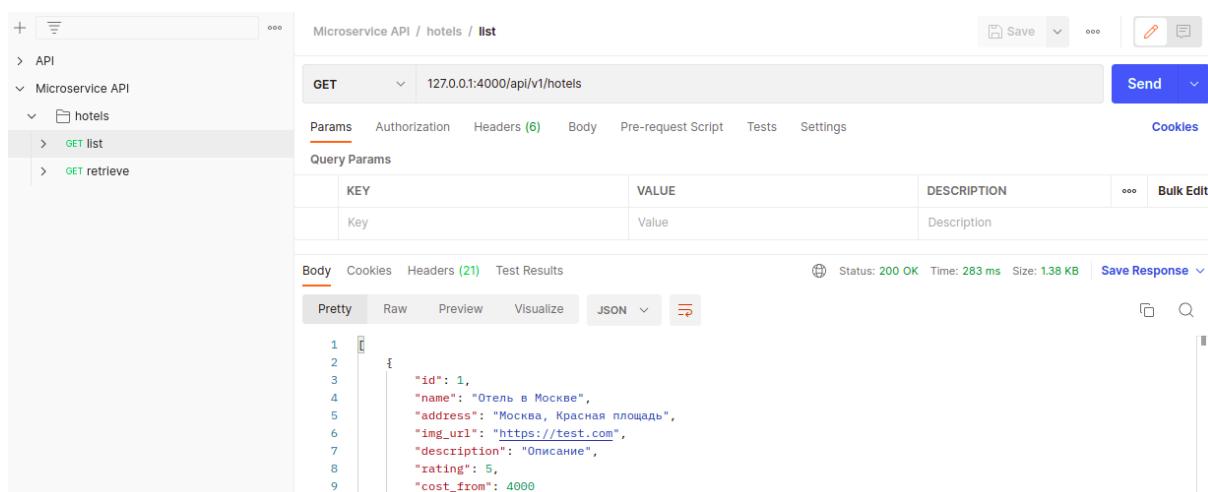 Microservice API / hotels / list
Save
API
Microservice API
hotels
GET list
GET retrieve
GET 127.0.0.1:4000/api/v1/hotels Send
Params Authorization Headers (6) Body Pre-request Script Tests Settings Cookies
Query Params
KEY VALUE DESCRIPTION Bulk Edit
Key Value Description
Body Cookies Headers (21) Test Results Status: 200 OK Time: 283 ms Size: 1.38 KB Save Response
Pretty Raw Preview Visualize JSON
1 [
2 {
3 "id": 1,
4 "name": "Отель в Москве",
5 "address": "Москва, Красная площадь",
6 "img_url": "https://test.com",
7 "description": "Описание",
8 "rating": 5,
9 "cost_from": 4000